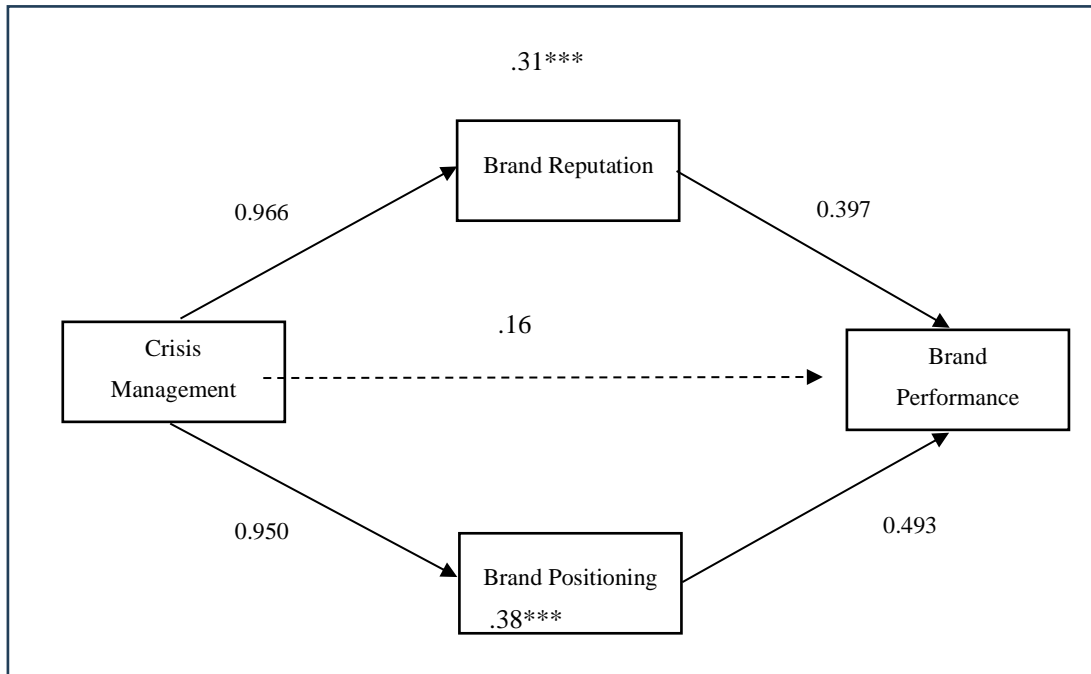 .31***
Brand Reputation
0.966
0.397
.16
Crisis
Management
Brand
Performance
0.950
0.493
Brand Positioning
.38***